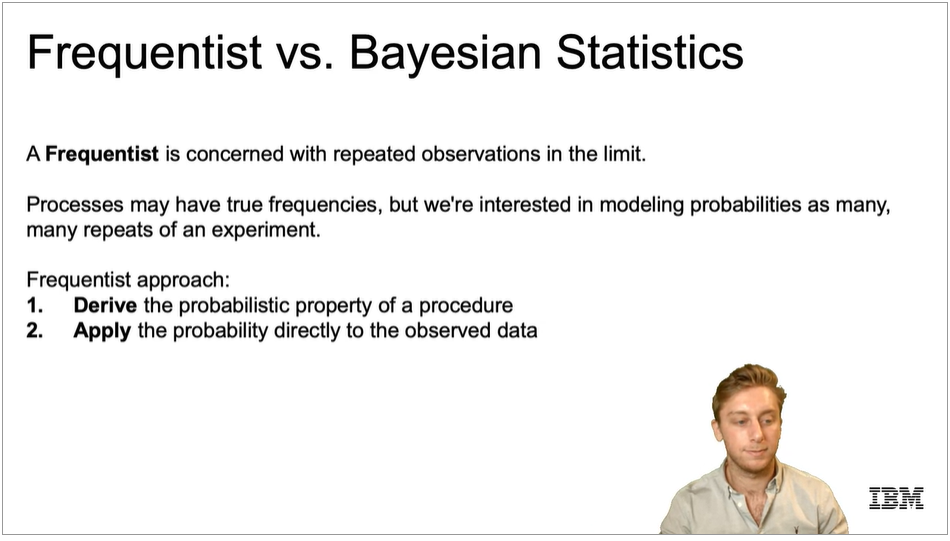 Frequentist vs. Bayesian Statistics
A Frequentist is concerned with repeated observations in the limit.
Processes may have true frequencies, but we're interested in modeling probabilities as many,
many repeats of an experiment.
Frequentist approach:
1. Derive the probabilistic property of a procedure
2. Apply the probability directly to the observed data
IBM